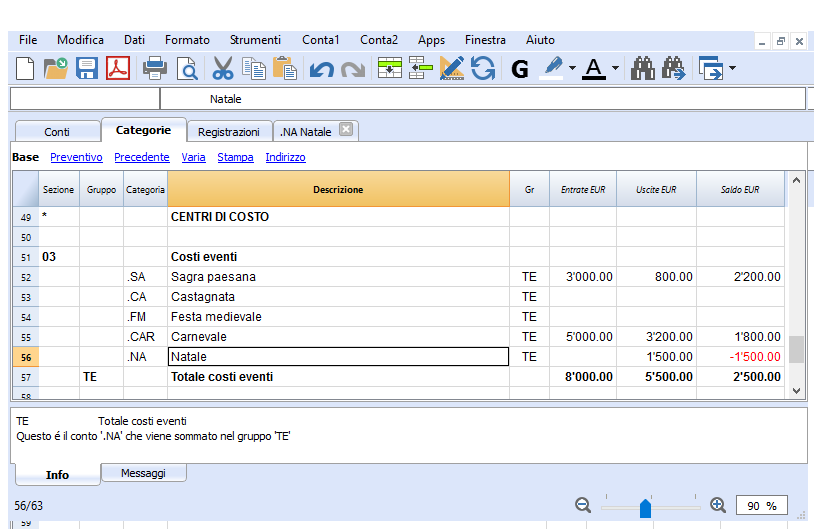 File Modifica Dati Formato Strumenti Conta1 Conta2 Apps Finestra Aiuto
G A
Natale
Conti Categorie Registrazioni .NA Natale
Base Preventivo Precedente Varia Stampa Indirizzo
Sezione Gruppo Categoria Descrizione Gr Entrate EUR Uscite EUR Saldo EUR
49 * CENTRI DI COSTO
50
51 03 Costi eventi
52 .SA Sagra paesana TE 3'000.00 800.00 2'200.00
53 .CA Castagnata TE
54 .FM Festa medievale TE
55 .CAR Carnevale TE 5'000.00 3'200.00 1'800.00
56 .NA Natale TE 1'500.00 -1'500.00
57 TE Totale costi eventi 8'000.00 5'500.00 2'500.00
58
TE Totale costi eventi
Questo é il conto '.NA' che viene sommato nel gruppo 'TE'
Info Messaggi
56/63 90 %
59